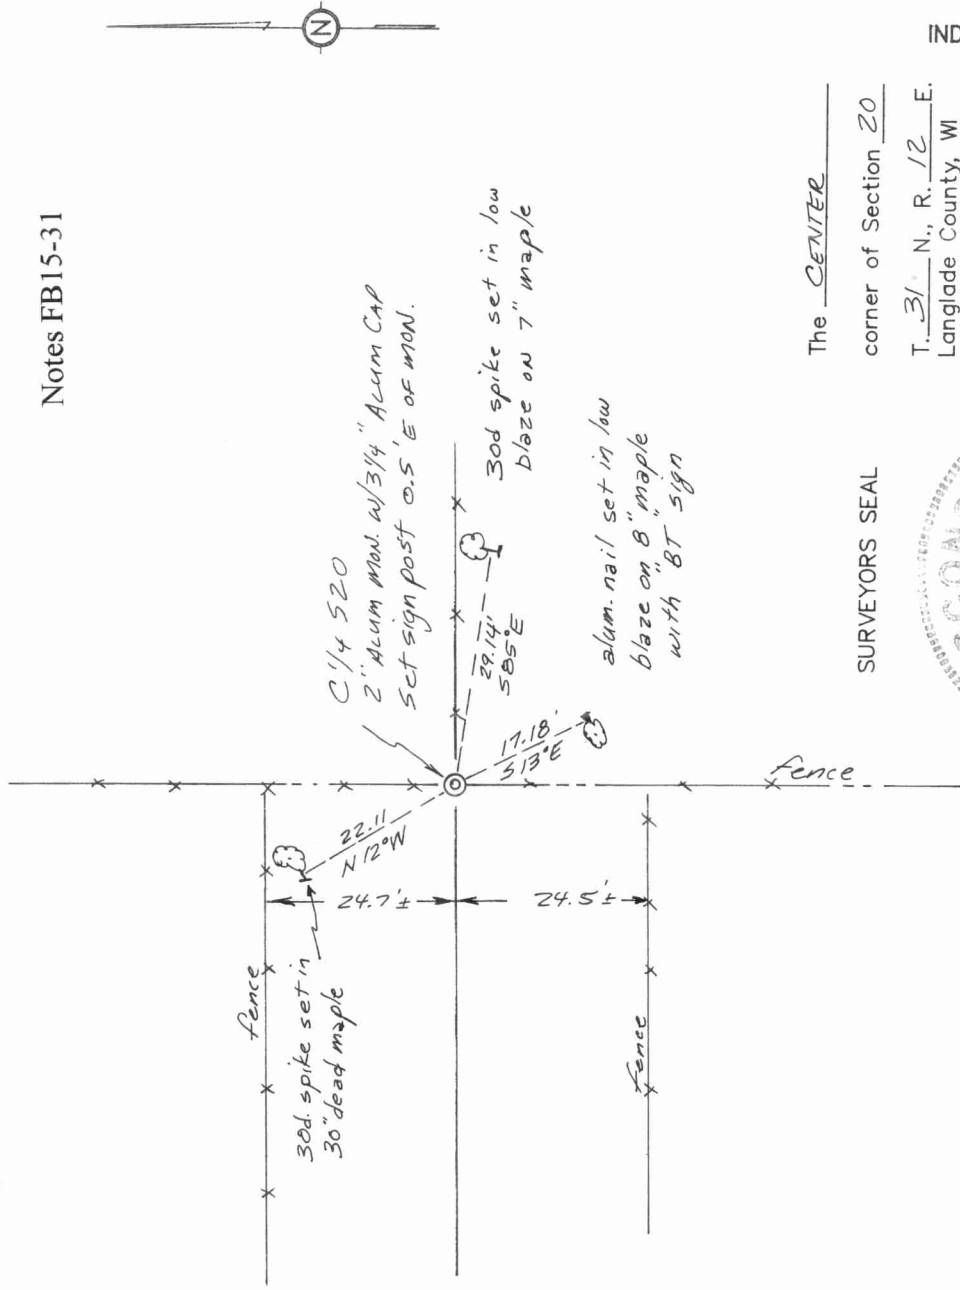 Notes FB15-31
N
C 1/4 S20
2" ALUM MON. W/3 1/4" ALUM CAP
Set sign post 0.5' E OF MON.
30d spike set in low
blaze on 7" maple
29.14'
S85°E
17.18'
S13°E
alum. nail set in low
blaze on 8" maple
with "BT" sign
22.11
N12°W
24.7'±
24.5'±
30d. spike set in
30" dead maple
fence
fence
fence
IND
The CENTER
corner of Section 20
T. 31 N., R. 12 E.
Langlade County, WI
SURVEYORS SEAL